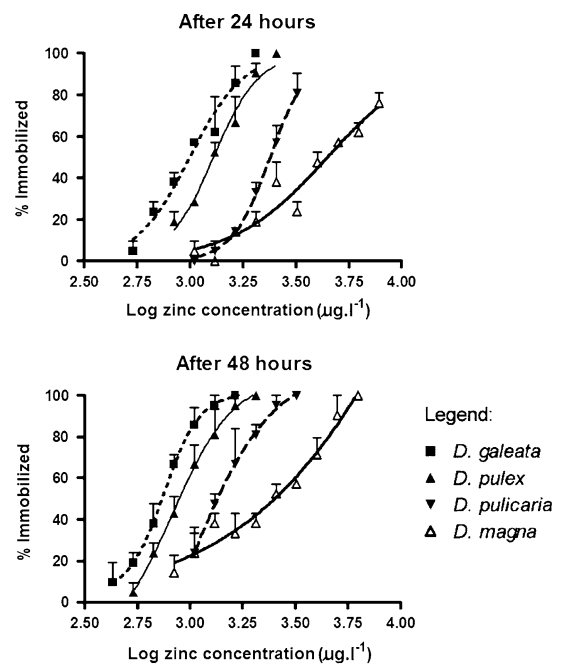 After 24 hours
100
80
60
40
20
0
% Immobilized
2.50 2.75 3.00 3.25 3.50 3.75 4.00
Log zinc concentration (µg.l⁻¹)
After 48 hours
100
80
60
40
20
0
% Immobilized
2.50 2.75 3.00 3.25 3.50 3.75 4.00
Log zinc concentration (µg.l⁻¹)
Legend:
D. galeata
D. pulex
D. pulicaria
D. magna